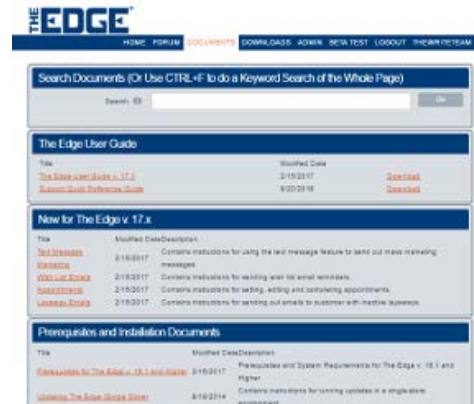 THE EDGE
HOME FORUM DOCUMENTS DOWNLOADS ADMIN BETA TEST LOGOUT THEWRITETEAM
Search Documents (Or Use CTRL+F to do a Keyword Search of the Whole Page)
Search Go
The Edge User Guide
Title Modified Date
The Edge User Guide v. 17.1 2/15/2017 Download
Support Quick Reference Guide Download
New for The Edge v. 17.x
Title Modified Date Description
Text Message Marketing 2/15/2017 Contains instructions for using the text message feature to send out mass marketing messages.
Wish List Emails 2/15/2017 Contains instructions for sending wish list email reminders.
Appointments 2/15/2017 Contains instructions for setting, editing and completing appointments.
Layaway Emails 2/15/2017 Contains instructions for sending out emails to customer with inactive layaways.
Prerequisites and Installation Documents
Title Modified Date Description
Prerequisites for The Edge v. and Higher Prerequisites and System Requirements for The Edge v. and Higher
Updating The Edge (Single Store) Contains instructions for running updates in a single-store environment.